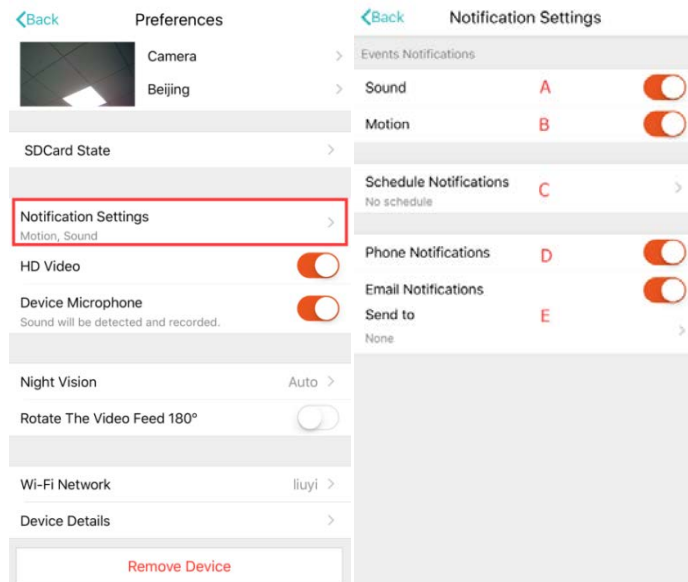 Back
Preferences
Camera
Beijing
SDCard State
Notification Settings
Motion, Sound
HD Video
Device Microphone
Sound will be detected and recorded.
Night Vision
Auto
Rotate The Video Feed 180°
Wi-Fi Network
liuyi
Device Details
Remove Device
Back
Notification Settings
Events Notifications
Sound
A
Motion
B
Schedule Notifications
C
No schedule
Phone Notifications
D
Email Notifications
Send to
E
None